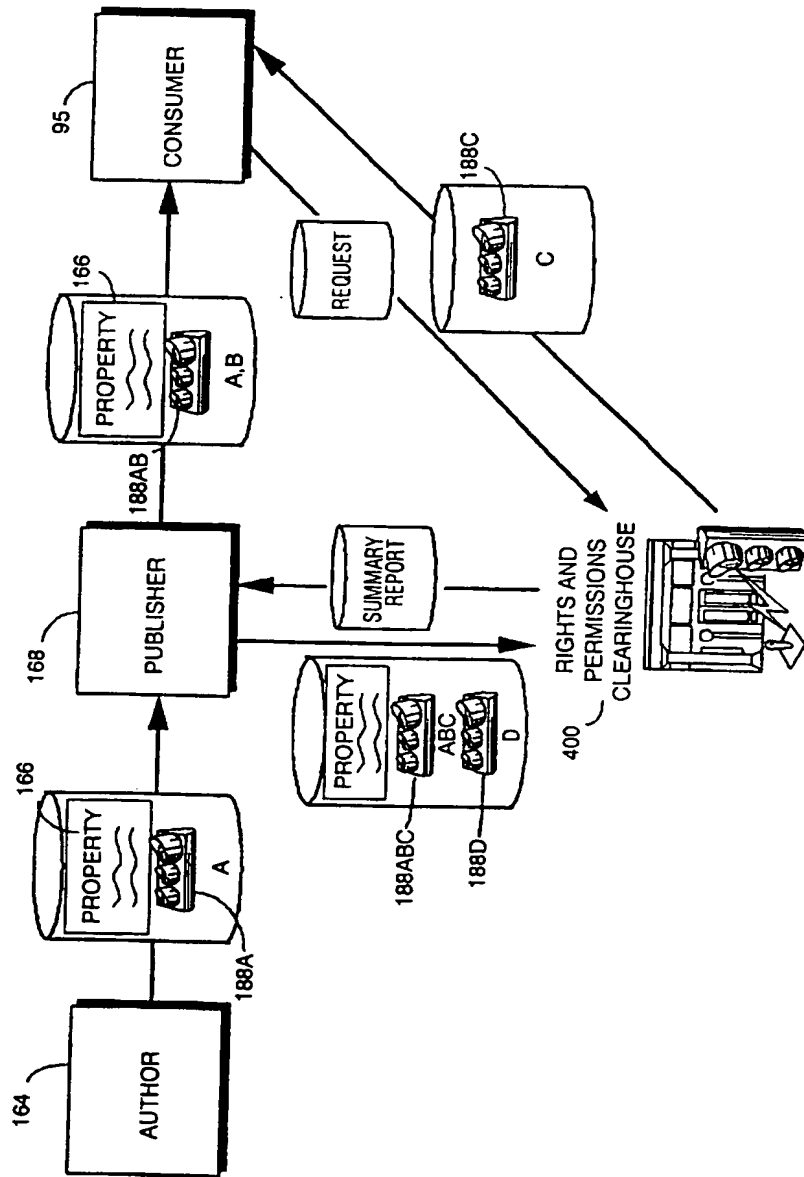 164
AUTHOR
166
PROPERTY
A
188A
168
PUBLISHER
166
PROPERTY
188AB
A,B
95
CONSUMER
PROPERTY
ABC
D
188ABC
188D
SUMMARY
REPORT
REQUEST
188C
C
400
RIGHTS AND
PERMISSIONS
CLEARINGHOUSE